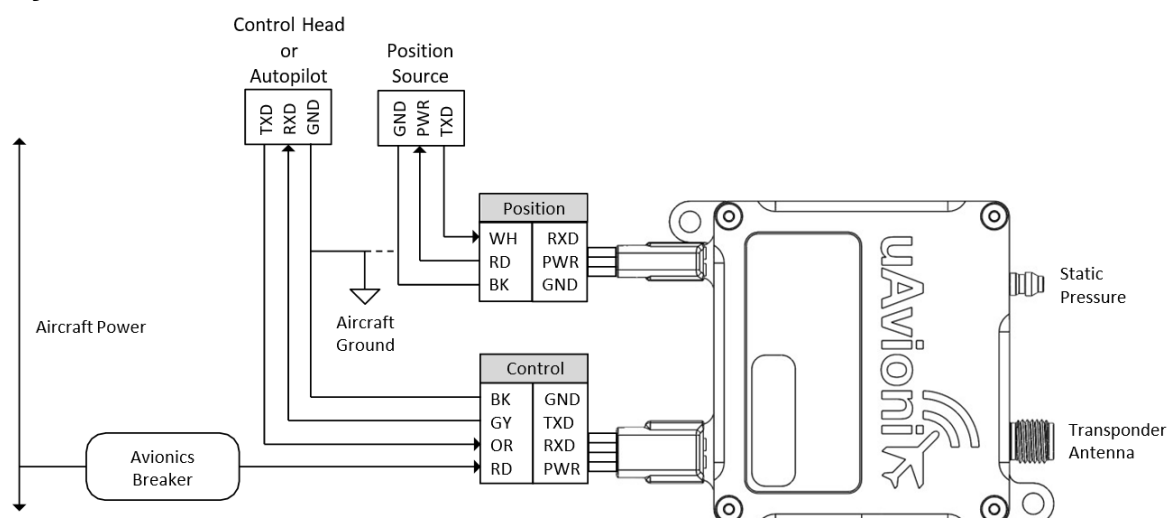 Control Head
or
Autopilot
TXD
RXD
GND
Position
Source
GND
PWR
TXD
Position
WH RXD
RD PWR
BK GND
Aircraft Power
Aircraft
Ground
Control
BK GND
GY TXD
OR RXD
RD PWR
Avionics
Breaker
uAvionix
Static
Pressure
Transponder
Antenna